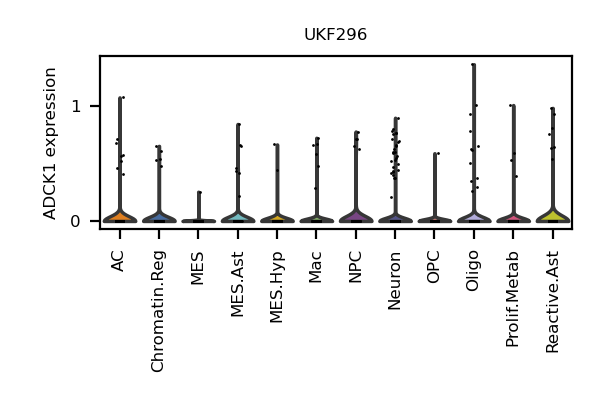 UKF296
ADCK1 expression
1
0
AC
Chromatin.Reg
MES
MES.Ast
MES.Hyp
Mac
NPC
Neuron
OPC
Oligo
Prolif.Metab
Reactive.Ast